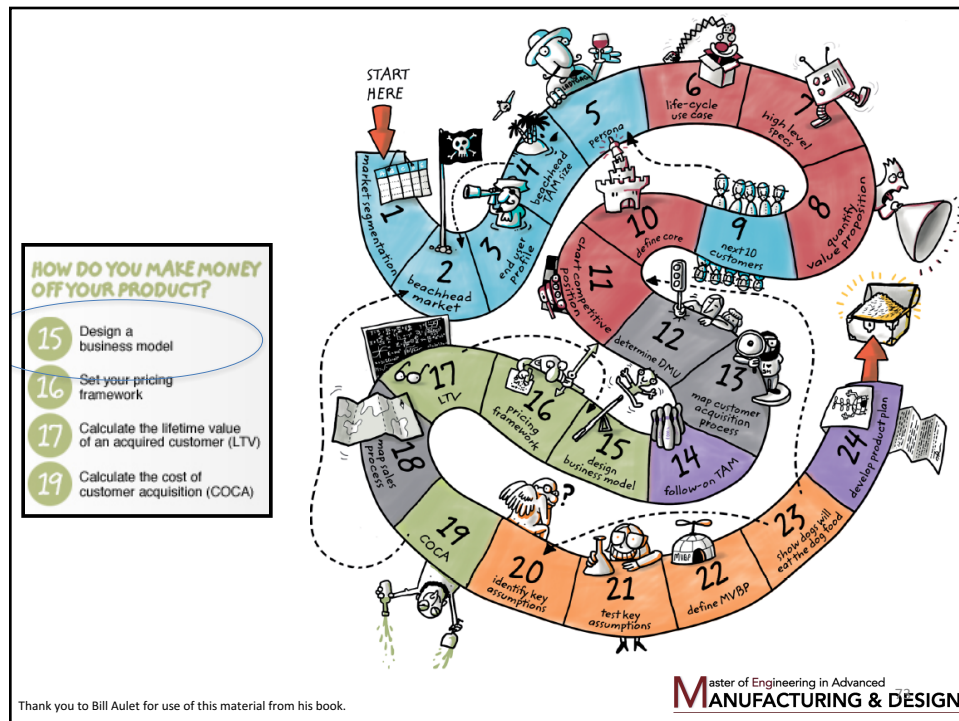 START
HERE
1
market segmentation
2
beachhead
market
3
end user
profile
4
beachhead
TAM size
5
persona
6
life-cycle
use case
7
high level
specs
8
quantify
value proposition
9
next 10
customers
10
define core
11
chart competitive
position
12
determine DMU
13
map customer
acquisition
process
14
follow-on TAM
15
design
business model
16
pricing
framework
17
LTV
18
map sales
process
19
COCA
20
identify key
assumptions
?
21
test key
assumptions
22
define MVBP
MVBP
23
show dogs will
eat the dog food
24
develop product plan
HOW DO YOU MAKE MONEY
OFF YOUR PRODUCT?
15 Design a
business model
16 Set your pricing
framework
17 Calculate the lifetime value
of an acquired customer (LTV)
19 Calculate the cost of
customer acquisition (COCA)
Thank you to Bill Aulet for use of this material from his book.
Master of Engineering in Advanced
MANUFACTURING & DESIGN